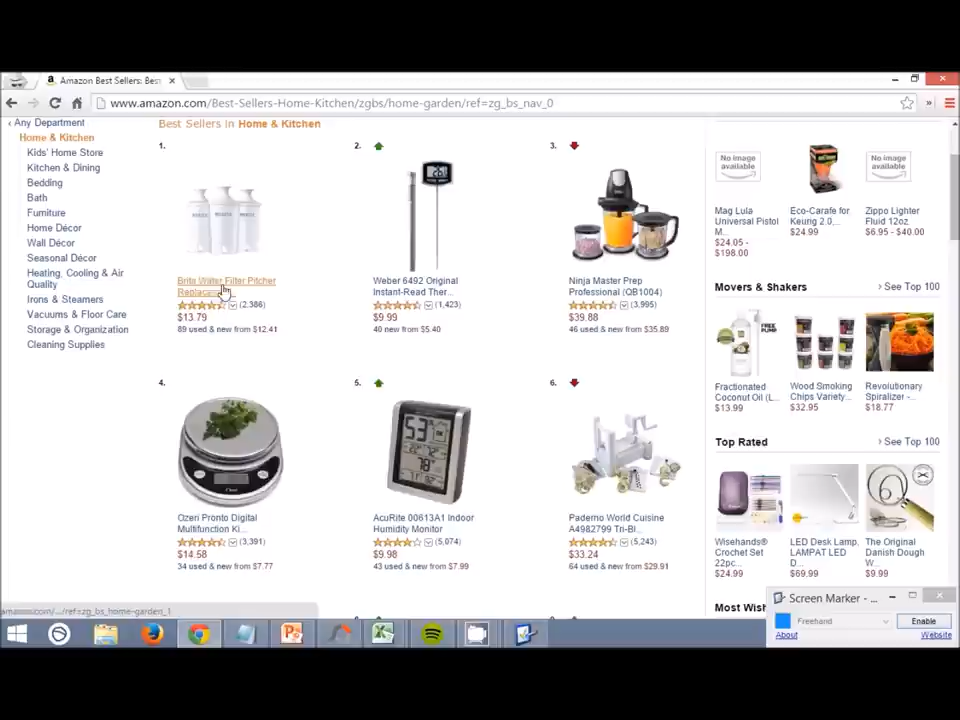 Amazon Best Sellers: Bes
www.amazon.com/Best-Sellers-Home-Kitchen/zgbs/home-garden/ref=zg_bs_nav_0
‹ Any Department
Home & Kitchen
Kids' Home Store
Kitchen & Dining
Bedding
Bath
Furniture
Home Décor
Wall Décor
Seasonal Décor
Heating, Cooling & Air
Quality
Irons & Steamers
Vacuums & Floor Care
Storage & Organization
Cleaning Supplies
Best Sellers in Home & Kitchen
1.
Brita Water Filter Pitcher
(2,386)
$13.79
89 used & new from $12.41
2.
Weber 6492 Original
Instant-Read Ther...
(1,423)
$9.99
40 new from $5.40
3.
Ninja Master Prep
Professional (QB1004)
(3,995)
$39.88
46 used & new from $35.89
4.
Ozeri Pronto Digital
Multifunction Ki...
(3,391)
$14.58
34 used & new from $7.77
5.
AcuRite 00613A1 Indoor
Humidity Monitor
(5,074)
$9.98
43 used & new from $7.99
6.
Paderno World Cuisine
A4982799 Tri-Bl...
(5,243)
$33.24
64 used & new from $29.91
No image
available
No image
available
Mag Lula
Universal Pistol
M...
$24.05 -
$198.00
Eco-Carafe for
Keurig 2.0,...
$24.99
Zippo Lighter
Fluid 12oz.
$6.95 - $40.00
Movers & Shakers
› See Top 100
FREE
PUMP
Fractionated
Coconut Oil (L...
$13.99
Wood Smoking
Chips Variety...
$32.95
Revolutionary
Spiralizer -...
$18.77
Top Rated
› See Top 100
Wisehands®
Crochet Set
22pc...
$24.99
LED Desk Lamp,
LAMPAT LED
D...
$69.99
The Original
Danish Dough
W...
$9.99
Most Wish
amazon.com/.../ref=zg_bs_home-garden_1
Screen Marker - ...
Freehand
Enable
About
Website